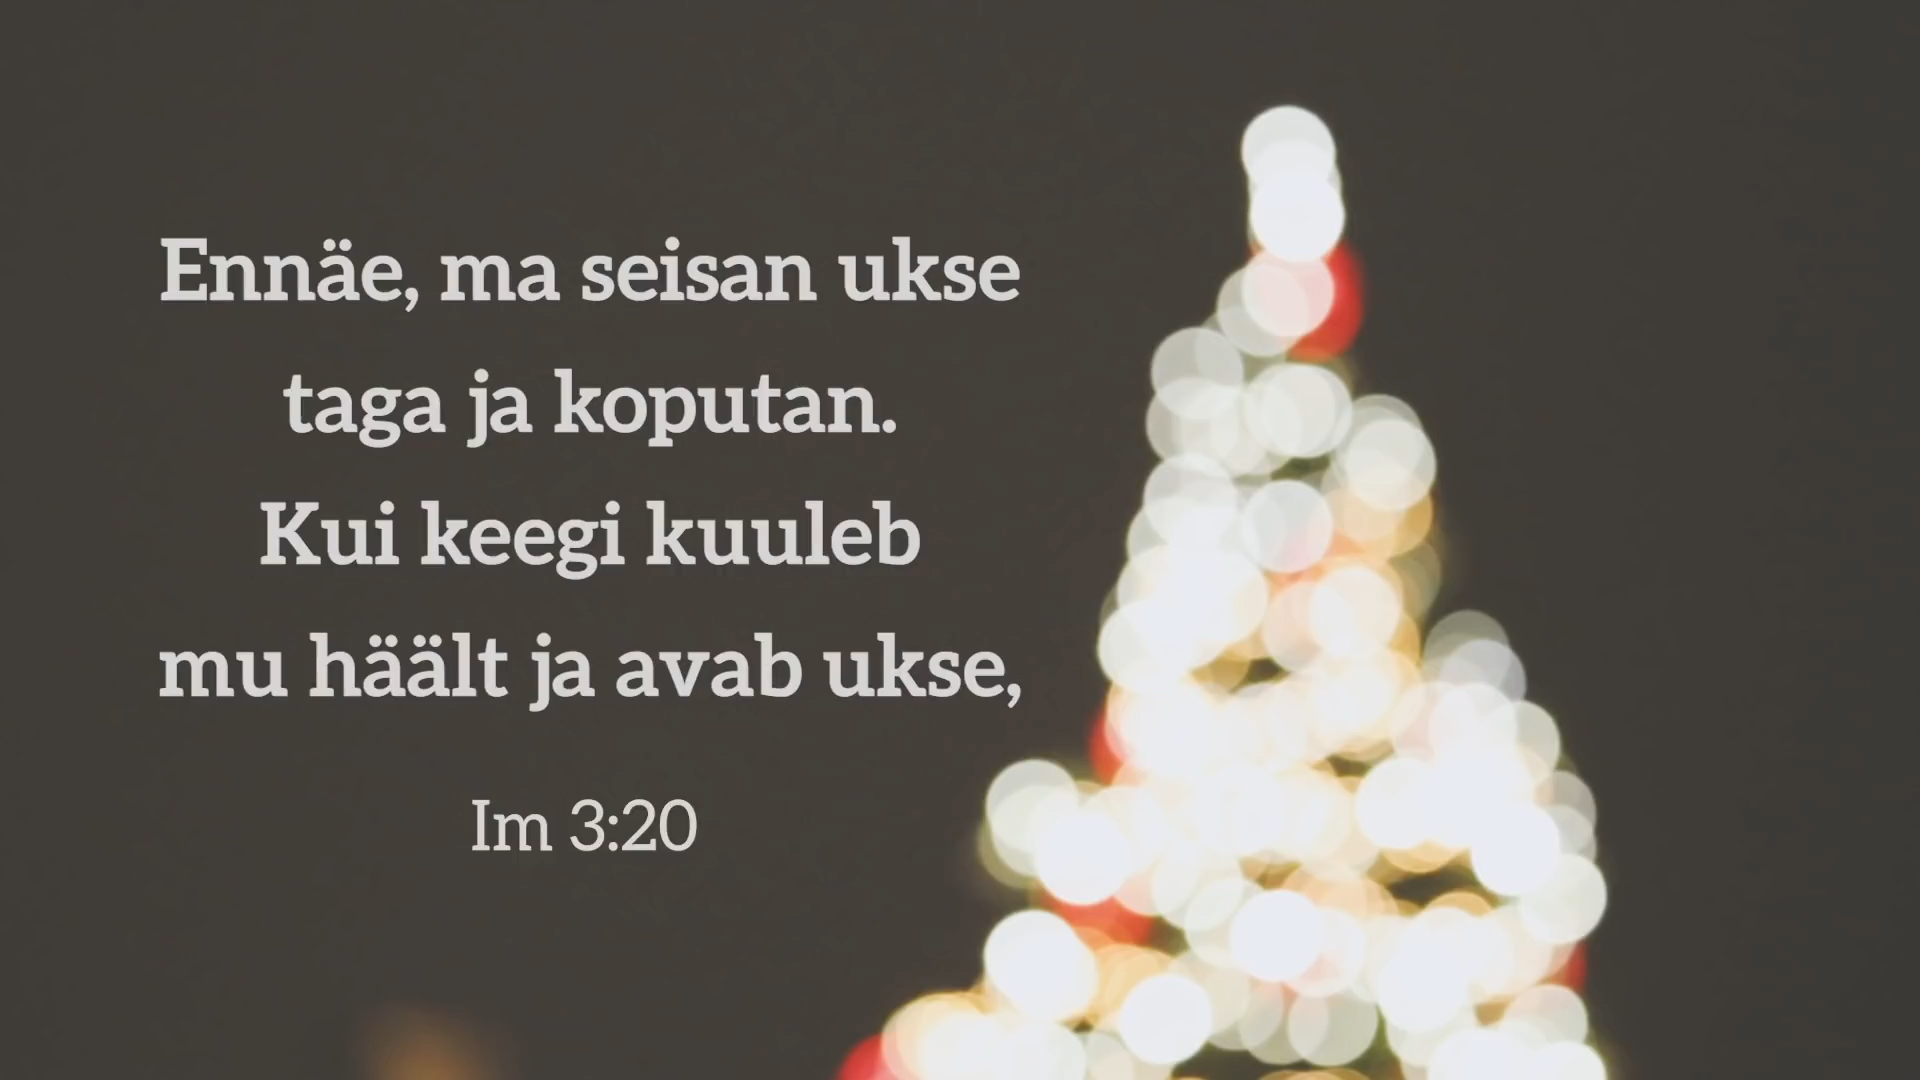 Ennäe, ma seisan ukse
taga ja koputan.
Kui keegi kuuleb
mu häält ja avab ukse,
Im 3:20